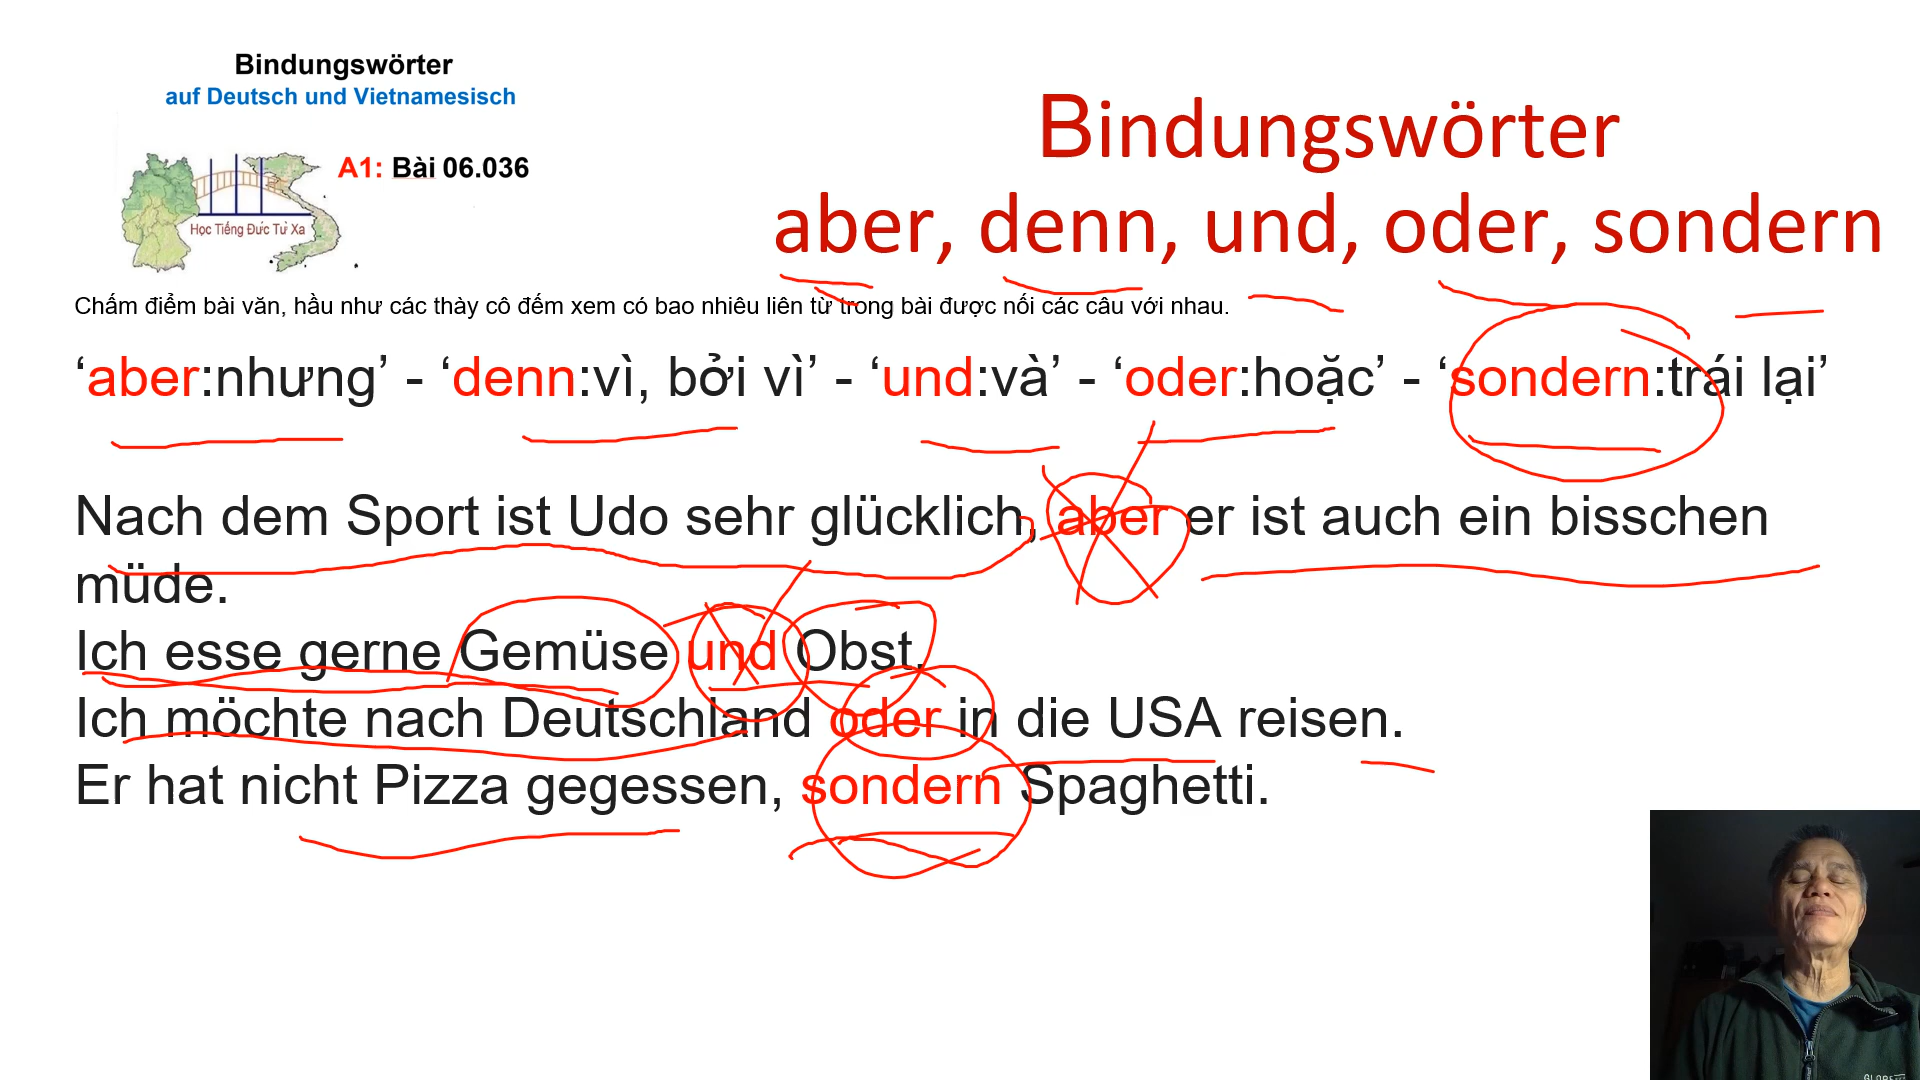 Bindungswörter
auf Deutsch und Vietnamesisch
A1: Bài 06.036
Học Tiếng Đức Từ Xa
Bindungswörter
aber, denn, und, oder, sondern
Chấm điểm bài văn, hầu như các thày cô đếm xem có bao nhiêu liên từ trong bài được nối các câu với nhau.
‘aber:nhưng’ - ‘denn:vì, bởi vì’ - ‘und:và’ - ‘oder:hoặc’ - ‘sondern:trái lại’
Nach dem Sport ist Udo sehr glücklich, aber er ist auch ein bisschen
müde.
Ich esse gerne Gemüse und Obst.
Ich möchte nach Deutschland oder in die USA reisen.
Er hat nicht Pizza gegessen, sondern Spaghetti.